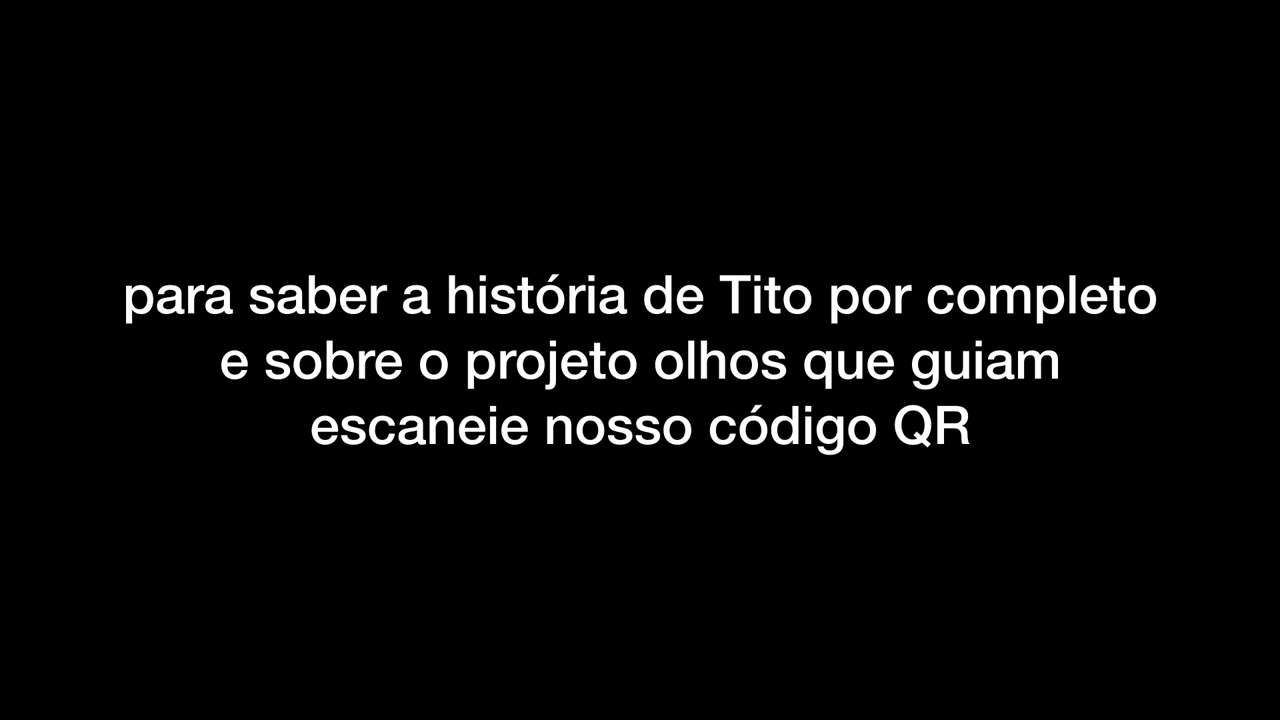 para saber a história de Tito por completo
e sobre o projeto olhos que guiam
escaneie nosso código QR